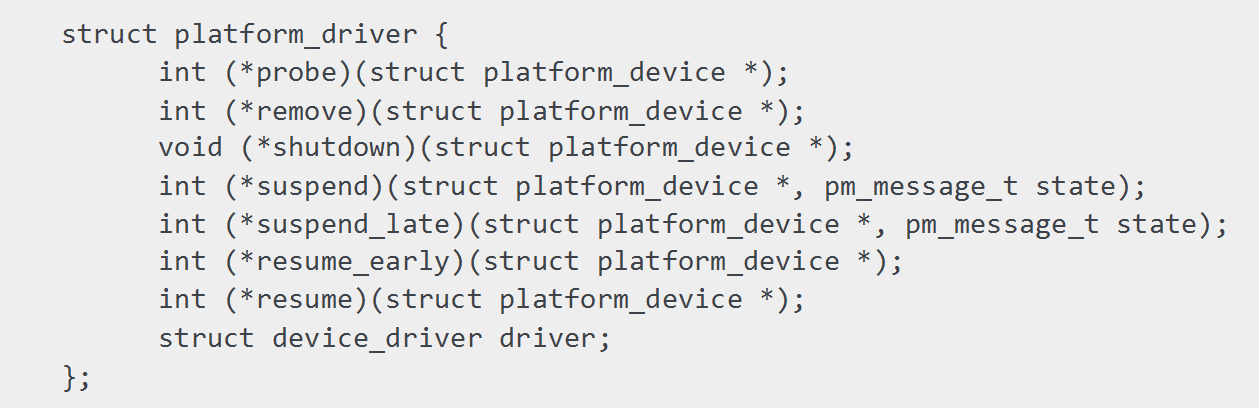 struct platform_driver {
int (*probe)(struct platform_device *);
int (*remove)(struct platform_device *);
void (*shutdown)(struct platform_device *);
int (*suspend)(struct platform_device *, pm_message_t state);
int (*suspend_late)(struct platform_device *, pm_message_t state);
int (*resume_early)(struct platform_device *);
int (*resume)(struct platform_device *);
struct device_driver driver;
};